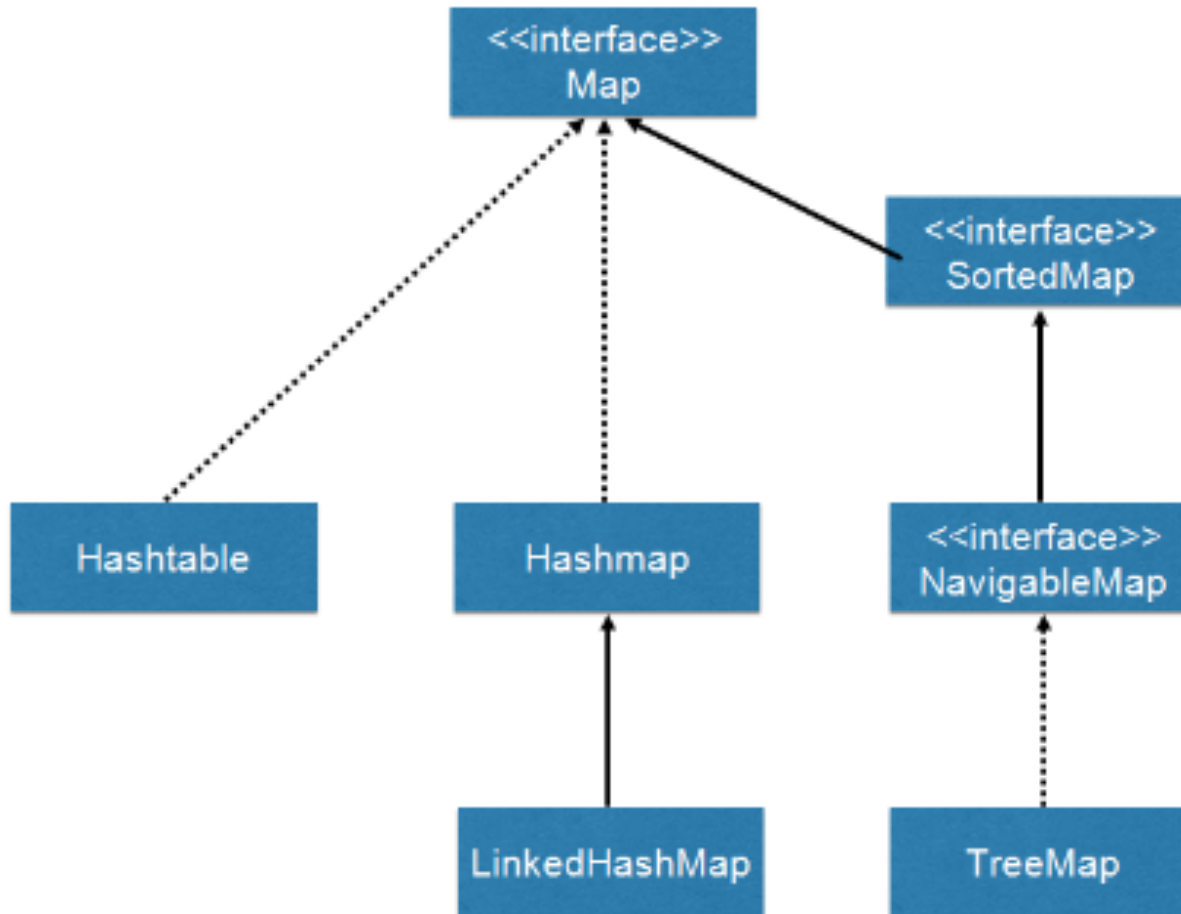 <<interface>>
Map
<<interface>>
SortedMap
Hashtable
Hashmap
<<interface>>
NavigableMap
LinkedHashMap
TreeMap